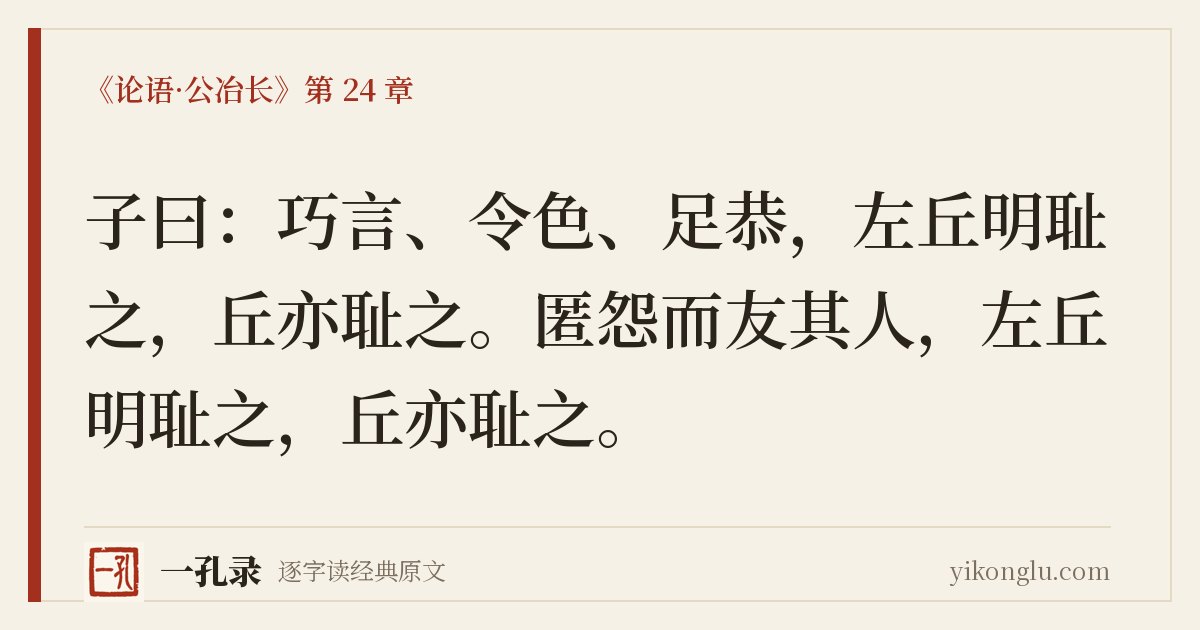 《论语·公冶长》第 24 章
子曰：巧言、令色、足恭，左丘明耻
之，丘亦耻之。匿怨而友其人，左丘
明耻之，丘亦耻之。
一孔
一孔录 逐字读经典原文 yikonglu.com